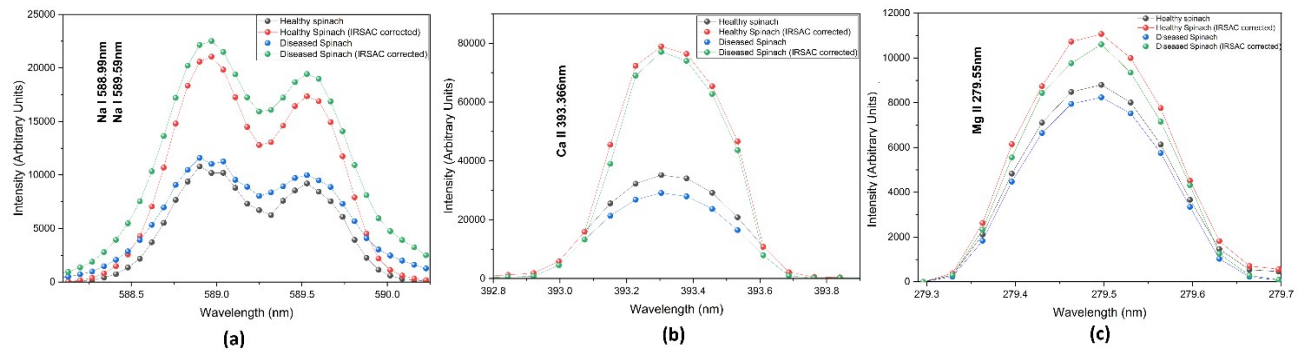 Healthy spinach
Healthy Spinach (IRSAC corrected)
Diseased Spinach
Diseased Spinach (IRSAC corrected)
Na I 588.99nm
Na I 589.59nm
Intensity (Arbitrary Units)
25000
20000
15000
10000
5000
0
588.5
589.0
589.5
590.0
Wavelength (nm)
(a)
Healthy spinach
Healthy Spinach (IRSAC corrected)
Diseased Spinach
Diseased Spinach (IRSAC corrected)
Ca II 393.366nm
Intensity (Arbitrary Units)
80000
60000
40000
20000
0
392.8
393.0
393.2
393.4
393.6
393.8
Wavelength (nm)
(b)
Healthy spinach
Healthy Spinach (IRSAC corrected)
Diseased Spinach
Diseased Spinach (IRSAC corrected)
Mg II 279.55nm
Intensity (Arbitrary Units)
12000
10000
8000
6000
4000
2000
0
279.3
279.4
279.5
279.6
279.7
Wavelength (nm)
(c)